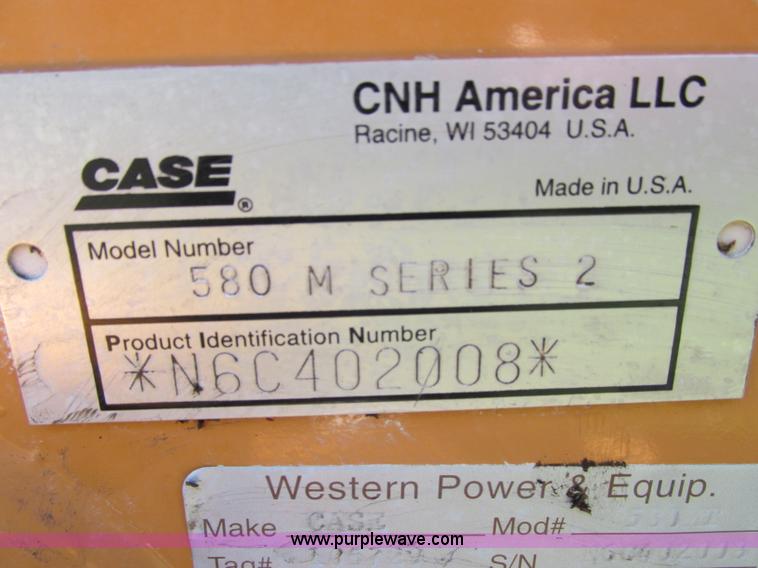 CNH America LLC
Racine, WI 53404 U.S.A.
CASE®
Made in U.S.A.
Model Number
580 M SERIES 2
Product Identification Number
*N6C402008*
Western Power & Equip.
Make CASE Mod#
www.purplewave.com
Tag# S/N